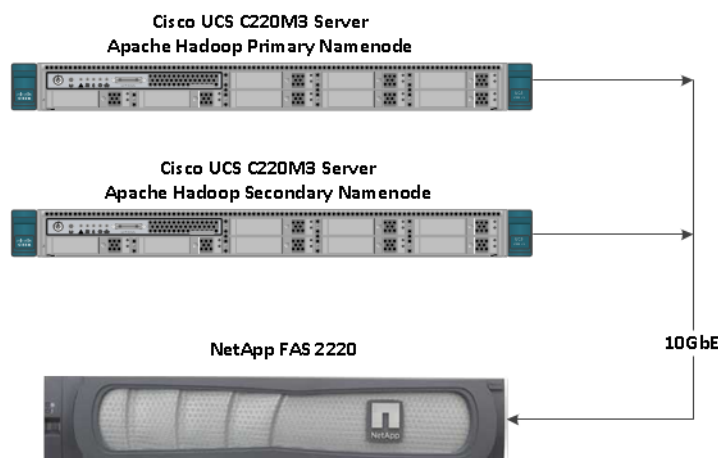 Cisco UCS C220M3 Server
Apache Hadoop Primary Namenode
Cisco UCS C220M3 Server
Apache Hadoop Secondary Namenode
NetApp FAS 2220
10GbE
NetApp